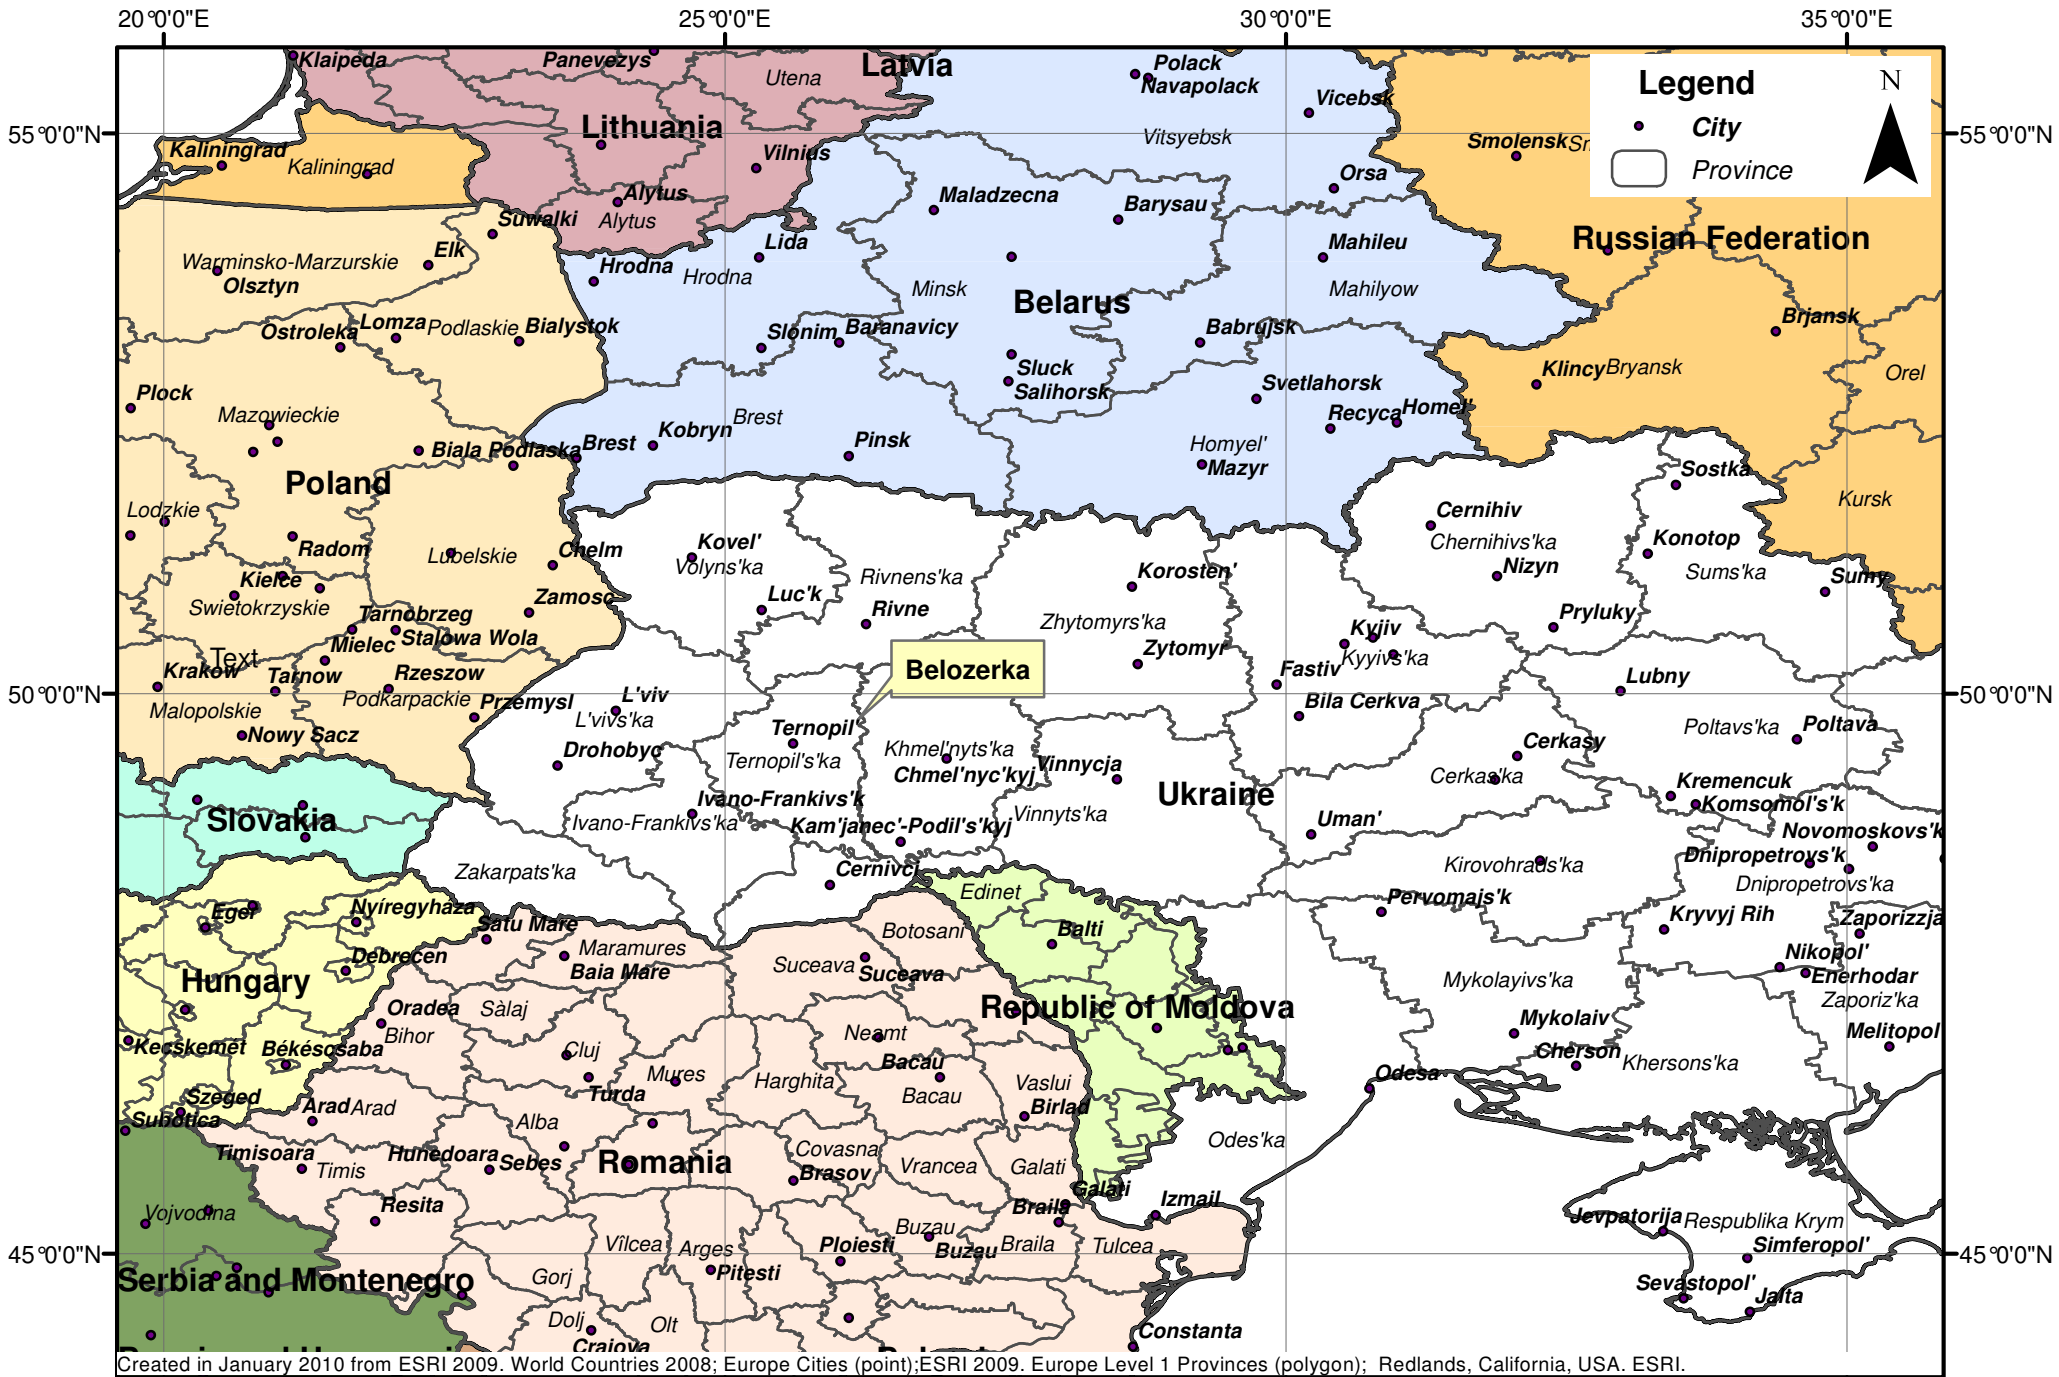 20°0'0"E 25°0'0"E 30°0'0"E 35°0'0"E
Klaipeda Panevezys Latvia Polack
Utena Navapolack
Legend N
Vicebsk
City
Lithuania
55°0'0"N Vitsyebsk 55°0'0"N
Kaliningrad Kaliningrad Vilnius Smolensk
Province
Orsa
Alytus Maladzecna Barysau
Suwalki Alytus
Elk Lida Mahileu Russian Federation
Warminsko-Marzurskie Hrodna Hrodna
Olsztyn Minsk Mahilyow
Belarus
Ostroleka Lomza Podlaskie Bialystok Slonim Baranavicy Babrujsk Brjansk
Sluck Klincy Bryansk Orel
Plock Salihorsk Svetlahorsk
Mazowieckie Kobryn Brest Recyca Homel'
Biala Podlaska Brest Pinsk Homyel'
Mazyr Sostka
Poland
Lodzkie Kursk
Cernihiv
Radom Lubelskie Chelm Kovel' Chernihivs'ka Konotop
Volyns'ka Rivnens'ka Korosten' Nizyn Sums'ka Sumy
Kielce
Swietokrzyskie Zamosc Luc'k Rivne Pryluky
Tarnobrzeg Zhytomyrs'ka
Mielec Stalowa Wola Kyjiv
Text Zytomyr Kyyivs'ka
Krakow Tarnow Rzeszow Belozerka Fastiv Lubny
50°0'0"N Podkarpackie Przemysl L'viv Bila Cerkva 50°0'0"N
Malopolskie L'vivs'ka
Nowy Sacz Drohobyc Ternopil' Khmel'nyts'ka Poltavs'ka Poltava
Ternopil's'ka Chmel'nyc'kyj Vinnycja Cerkasy
Cerkas'ka Kremencuk
Ivano-Frankivs'k Ukraine Komsomol's'k
Slovakia Ivano-Frankivs'ka Kam'janec'-Podil's'kyj Vinnyts'ka Uman' Novomoskovs'k
Dnipropetrovs'k
Zakarpats'ka Cernivci Kirovohrads'ka
Edinet Dnipropetrovs'ka
Eger Nyíregyháza Pervomajs'k Kryvyj Rih Zaporizzja
Satu Mare Botosani Balti
Debrecen Maramures Nikopol'
Baia Mare Suceava Suceava Enerhodar
Hungary Mykolayivs'ka
Oradea Sàlaj Republic of Moldova Zaporiz'ka
Bihor Neamt Mykolaiv Melitopol
Kecskemét Békéscsaba Cluj Cherson Khersons'ka
Bacau Odesa
Mures Harghita Vaslui
Szeged Turda Bacau
Arad Arad Birlad
Subotica Alba
Odes'ka
Timisoara Hunedoara Sebes Romania Covasna
Timis Brasov Vrancea Galati
Resita Galati Izmail
Vojvodina Braila Jevpatorija Respublika Krym
Buzau
Vîlcea Arges Ploiesti Buzau Braila Tulcea Simferopol'
45°0'0"N 45°0'0"N
Serbia and Montenegro Gorj Pitesti Sevastopol' Jalta
Dolj Olt
Craiova Constanta
Created in January 2010 from ESRI 2009. World Countries 2008; Europe Cities (point);ESRI 2009. Europe Level 1 Provinces (polygon); Redlands, California, USA. ESRI.